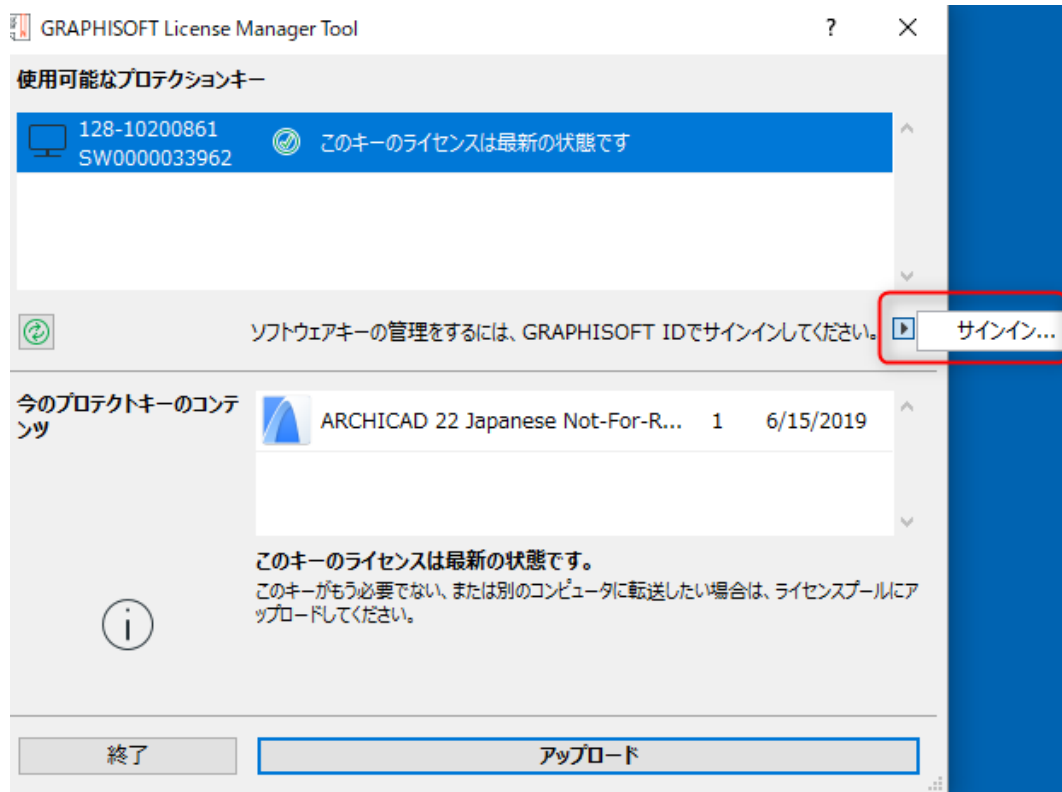 GRAPHISOFT License Manager Tool
使用可能なプロテクションキー
128-10200861
SW0000033962
このキーのライセンスは最新の状態です
ソフトウェアキーの管理をするには、GRAPHISOFT IDでサインインしてください。
サインイン...
今のプロテクトキーのコンテ
ンツ
ARCHICAD 22 Japanese Not-For-R... 1 6/15/2019
このキーのライセンスは最新の状態です。
このキーがもう必要でない、または別のコンピュータに転送したい場合は、ライセンスプールにア
ップロードしてください。
終了
アップロード